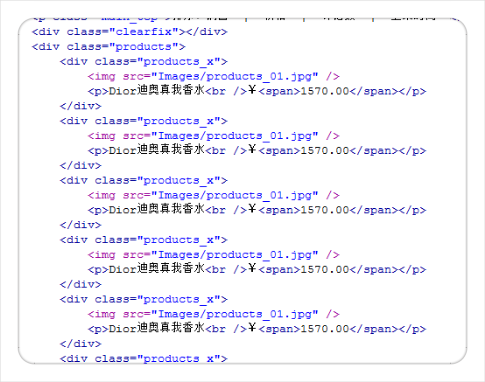 <div class="clearfix"></div>
<div class="products">
<div class="products_x">
<img src="Images/products_01.jpg" />
<p>Dior迪奥真我香水<br />￥<span>1570.00</span></p>
</div>
<div class="products_x">
<img src="Images/products_01.jpg" />
<p>Dior迪奥真我香水<br />￥<span>1570.00</span></p>
</div>
<div class="products_x">
<img src="Images/products_01.jpg" />
<p>Dior迪奥真我香水<br />￥<span>1570.00</span></p>
</div>
<div class="products_x">
<img src="Images/products_01.jpg" />
<p>Dior迪奥真我香水<br />￥<span>1570.00</span></p>
</div>
<div class="products_x">
<img src="Images/products_01.jpg" />
<p>Dior迪奥真我香水<br />￥<span>1570.00</span></p>
</div>
<div class="products_x">